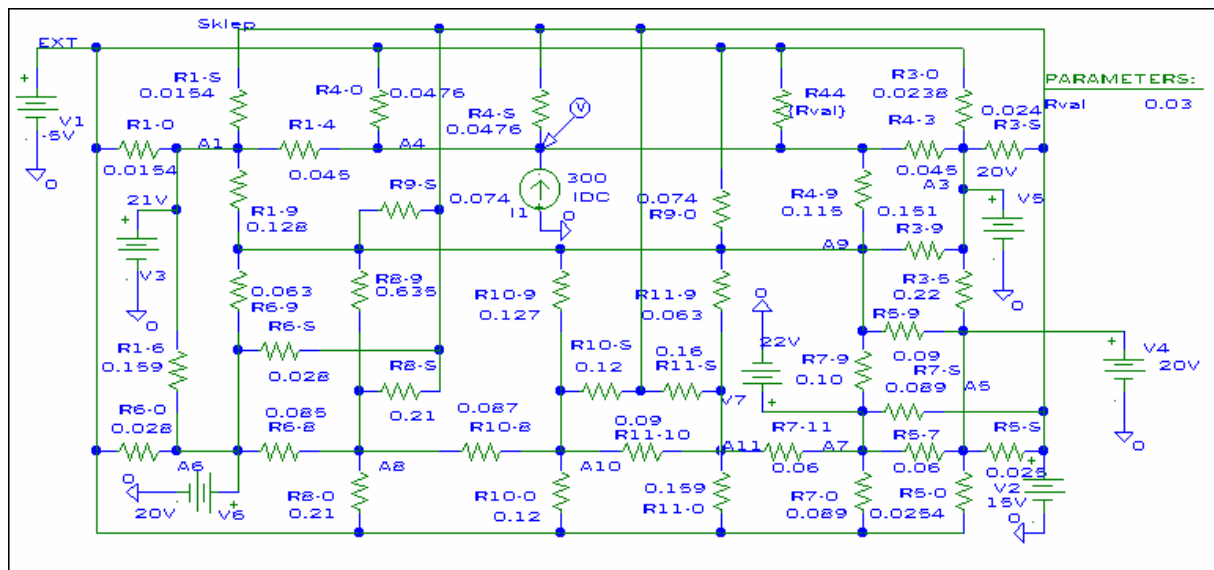 Sklep
EXT
R1-S
0.0154
R4-0
0.0476
R4-S
0.0476
V
R44
{Rval}
R3-0
0.0238
PARAMETERS:
Rval 0.03
0.024
R3-S
+
V1
-5V
0
R1-0
0.0154
A1
R1-4
0.045
A4
R4-3
0.045
A3
20V
V5
0
21V
+
V3
0
R1-9
0.128
R9-S
0.074
300
IDC
I1
+
0
0.074
R9-0
R4-9
0.115
0.151
R3-9
A9
0.063
R6-9
R8-9
0.635
R10-9
0.127
R11-9
0.063
R3-5
0.22
R5-9
0.09
R6-S
0.028
R1-6
0.159
R8-S
0.21
R10-S
0.12
0.16
R11-S
0
22V
+
V7
R7-9
0.10
R7-S
0.089
A5
+
V4
20V
0
R6-0
0.028
A6
0.085
R6-8
A8
0.087
R10-8
A10
0.09
R11-10
A11
R7-11
0.06
A7
R5-7
0.06
R5-S
0.025
0
20V
V6
+
R8-0
0.21
R10-0
0.12
0.159
R11-0
R7-0
0.089
R5-0
0.0254
+
V2
15V
0